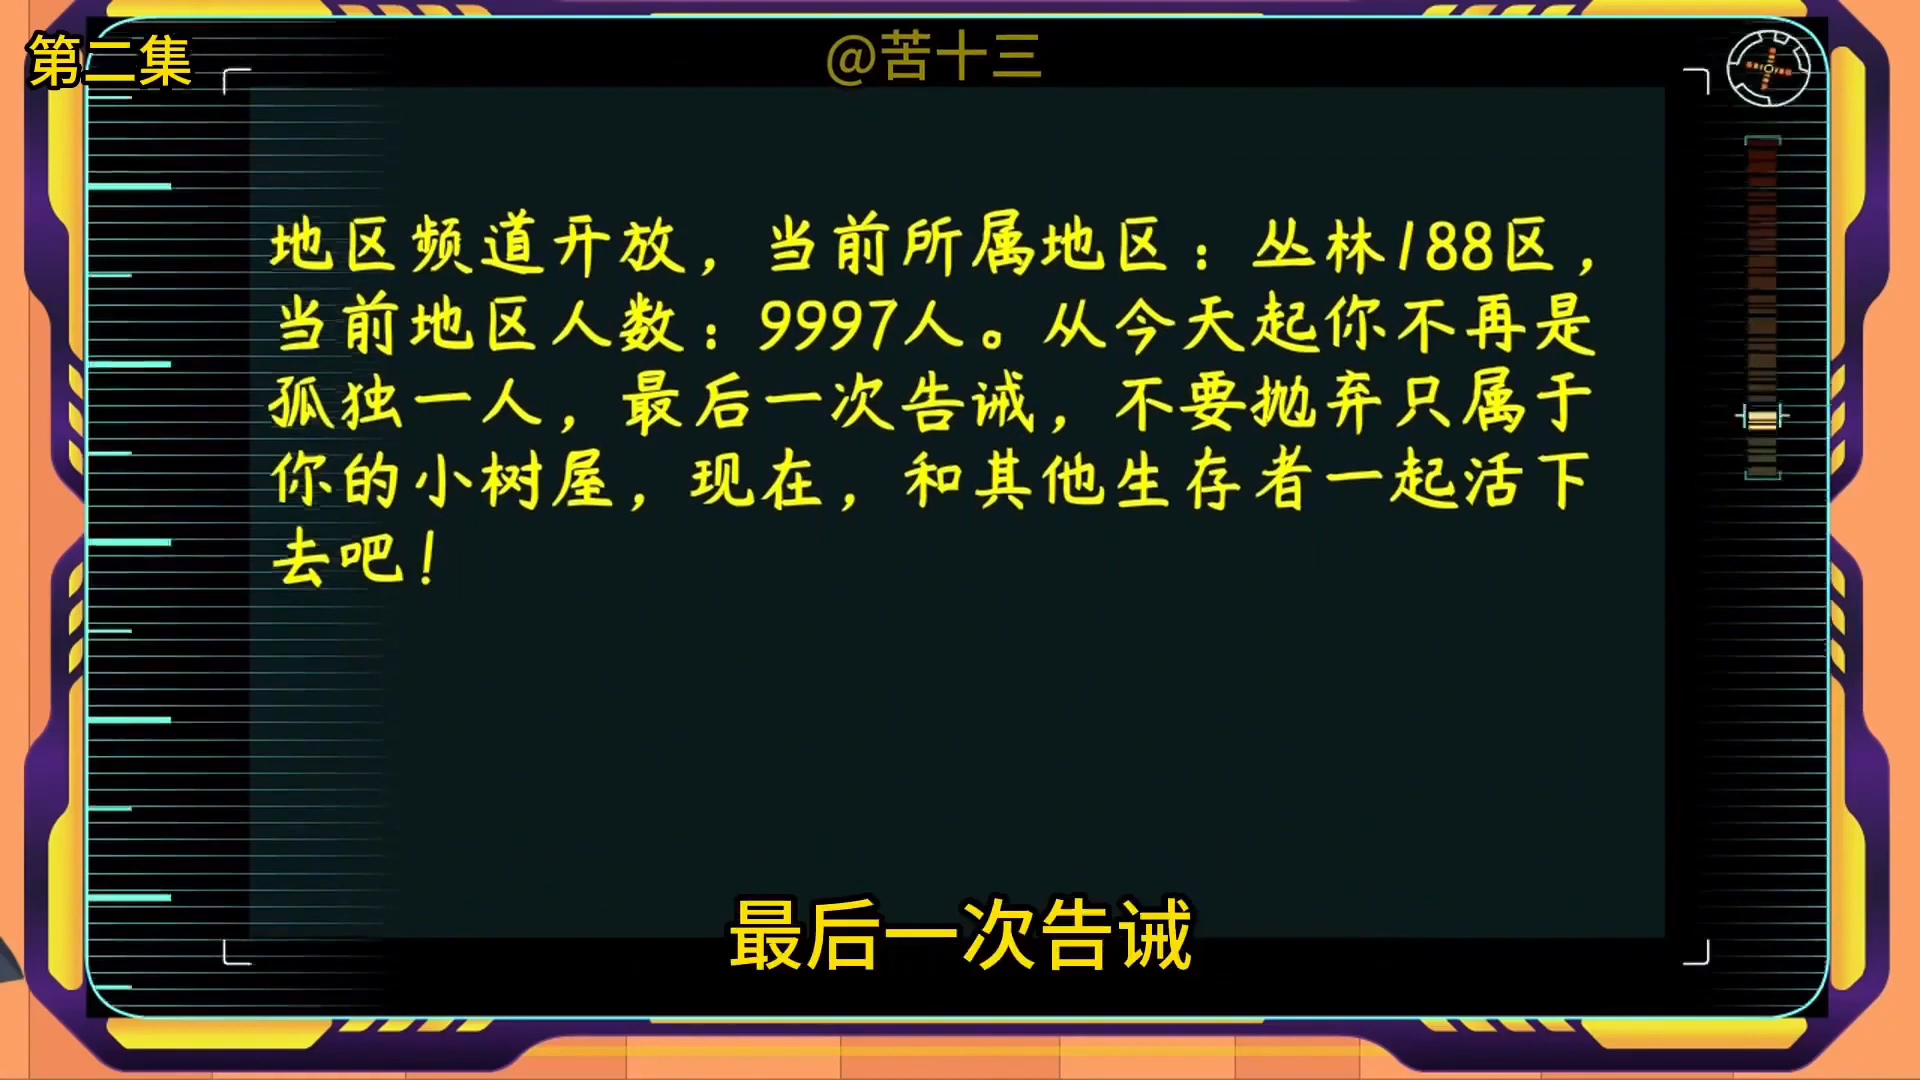 第二集
@苦十三
地区频道开放，当前所属地区：丛林188区，
当前地区人数：9997人。从今天起你不再是
孤独一人，最后一次告诫，不要抛弃只属于
你的小树屋，现在，和其他生存者一起活下
去吧！
最后一次告诫